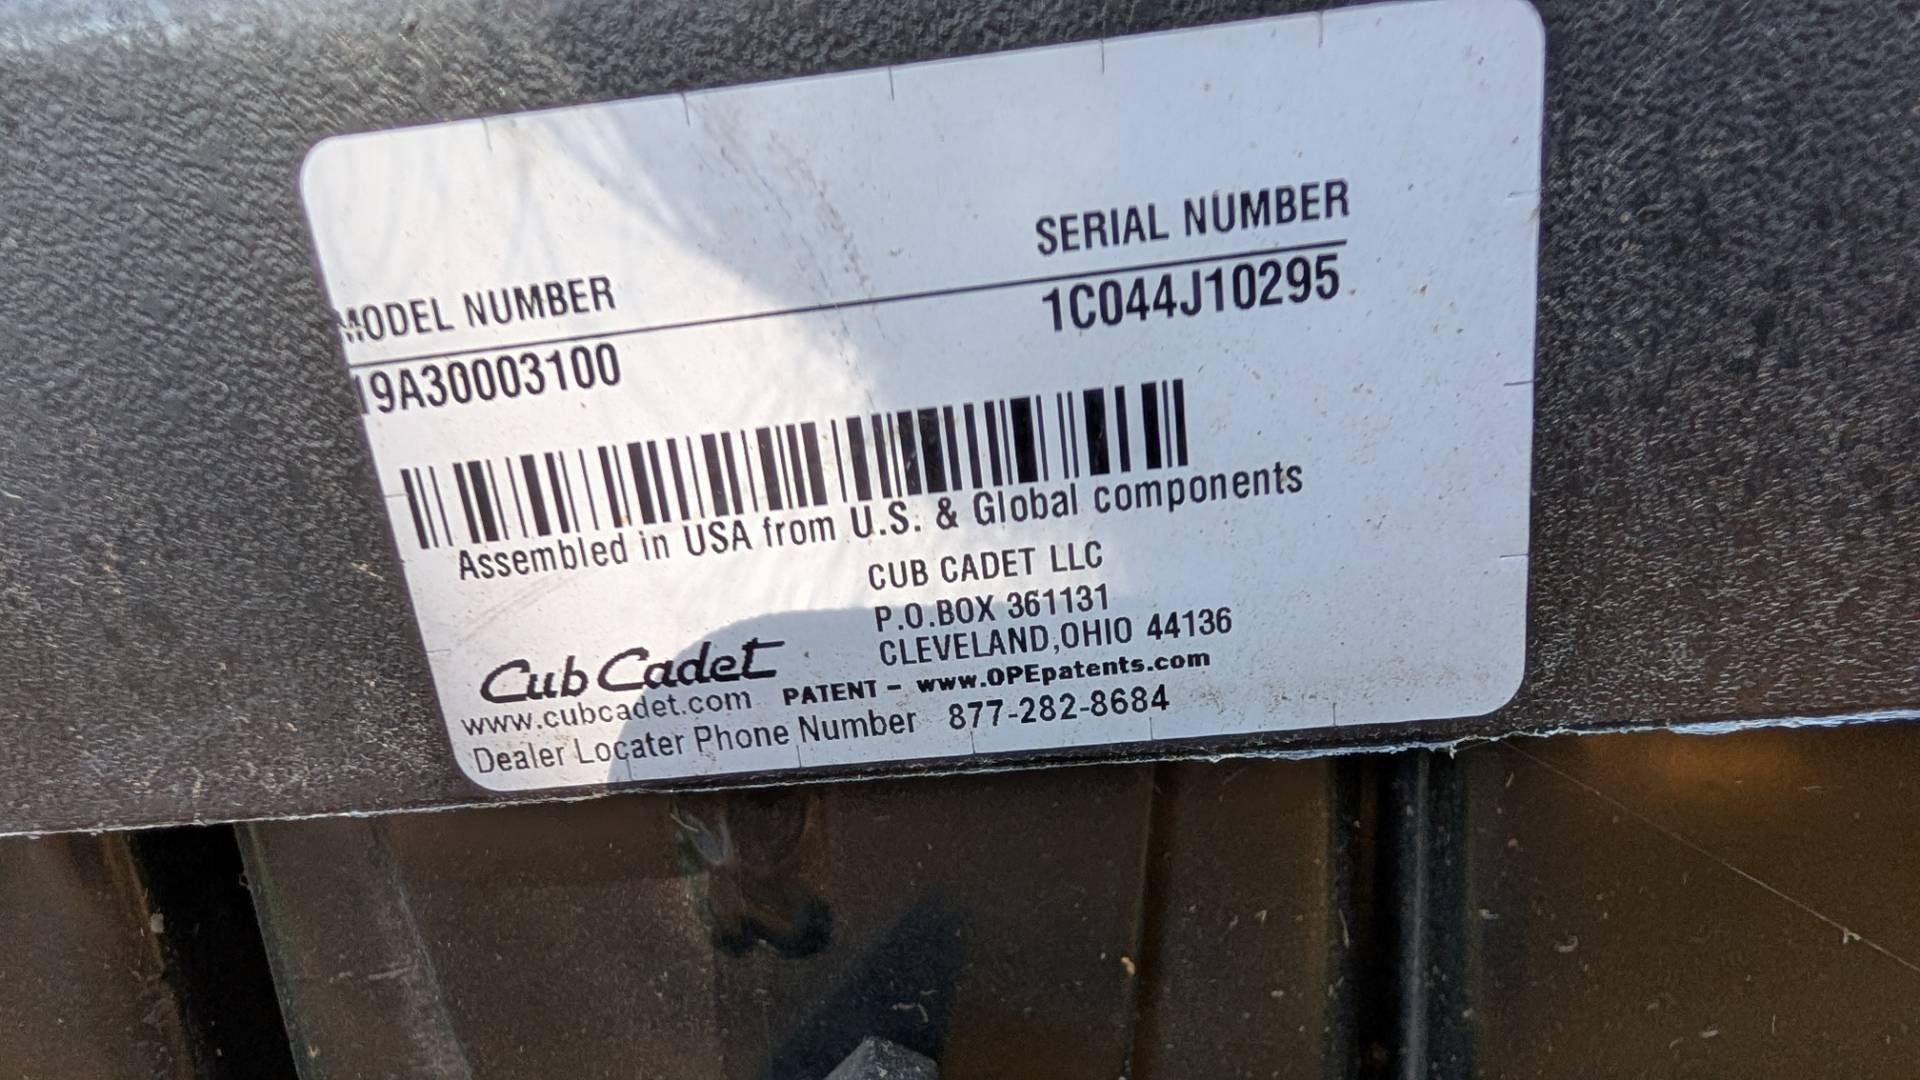 MODEL NUMBER SERIAL NUMBER
19A30003100 1C044J10295
Assembled in USA from U.S. & Global components
CUB CADET LLC
P.O.BOX 361131
CLEVELAND,OHIO 44136
Cub Cadet
www.cubcadet.com PATENT - www.OPEpatents.com
Dealer Locater Phone Number 877-282-8684